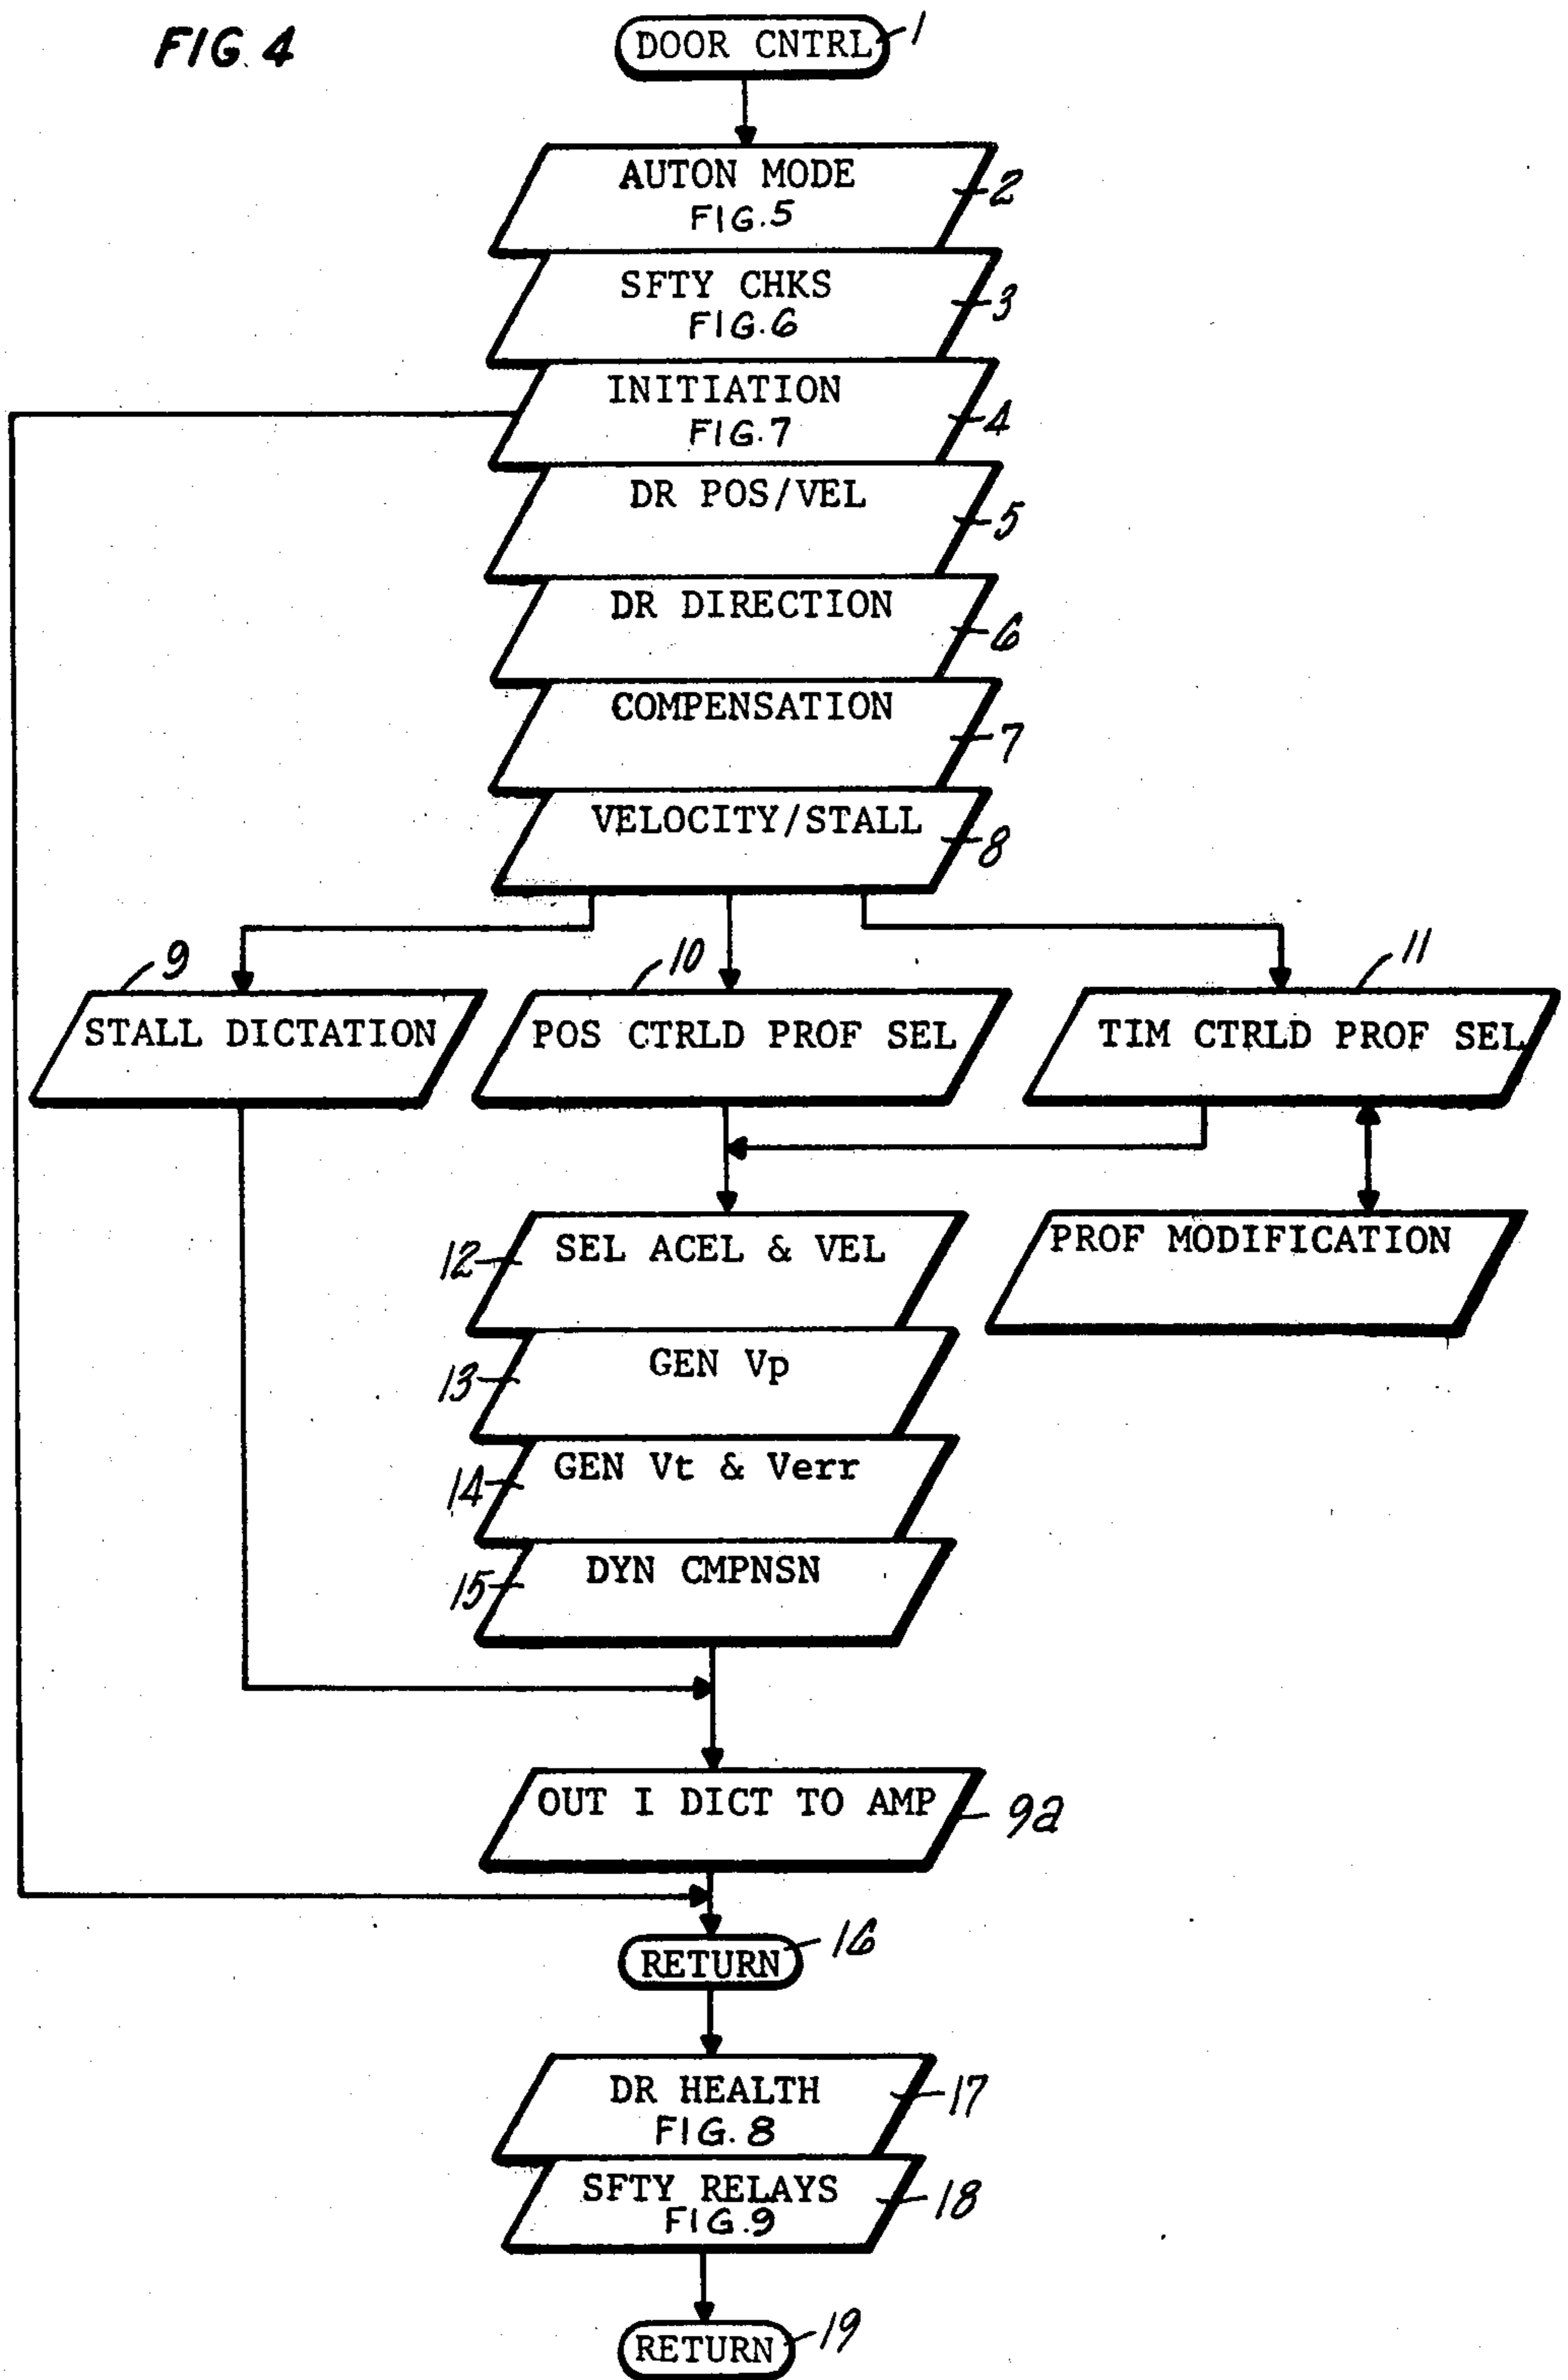 FIG. 4
DOOR CNTRL
1
AUTON MODE
FIG.5
2
SFTY CHKS
FIG.6
3
INITIATION
FIG.7
4
DR POS/VEL
5
DR DIRECTION
6
COMPENSATION
7
VELOCITY/STALL
8
9
STALL DICTATION
10
POS CTRLD PROF SEL
11
TIM CTRLD PROF SEL
12
SEL ACEL & VEL
PROF MODIFICATION
13
GEN Vp
14
GEN Vt & Verr
15
DYN CMPNSN
OUT I DICT TO AMP
9a
RETURN
16
DR HEALTH
FIG.8
17
SFTY RELAYS
FIG.9
18
RETURN
19